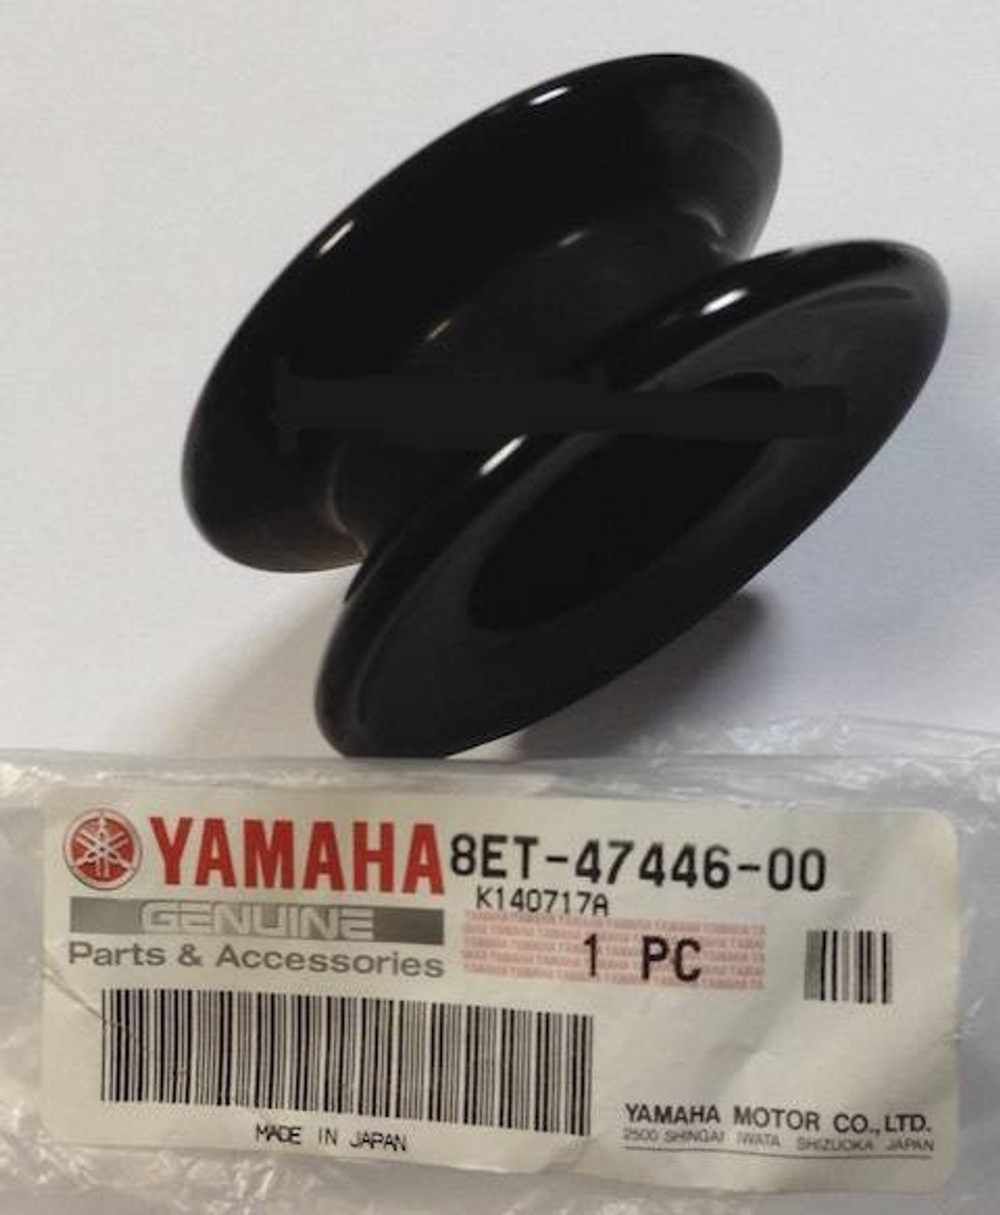 YAMAHA 8ET-47446-00
K140717A
GENUINE
Parts & Accessories
1 PC
MADE IN JAPAN
YAMAHA MOTOR CO., LTD.
2500 SHINGAI IWATA SHIZUOKA JAPAN